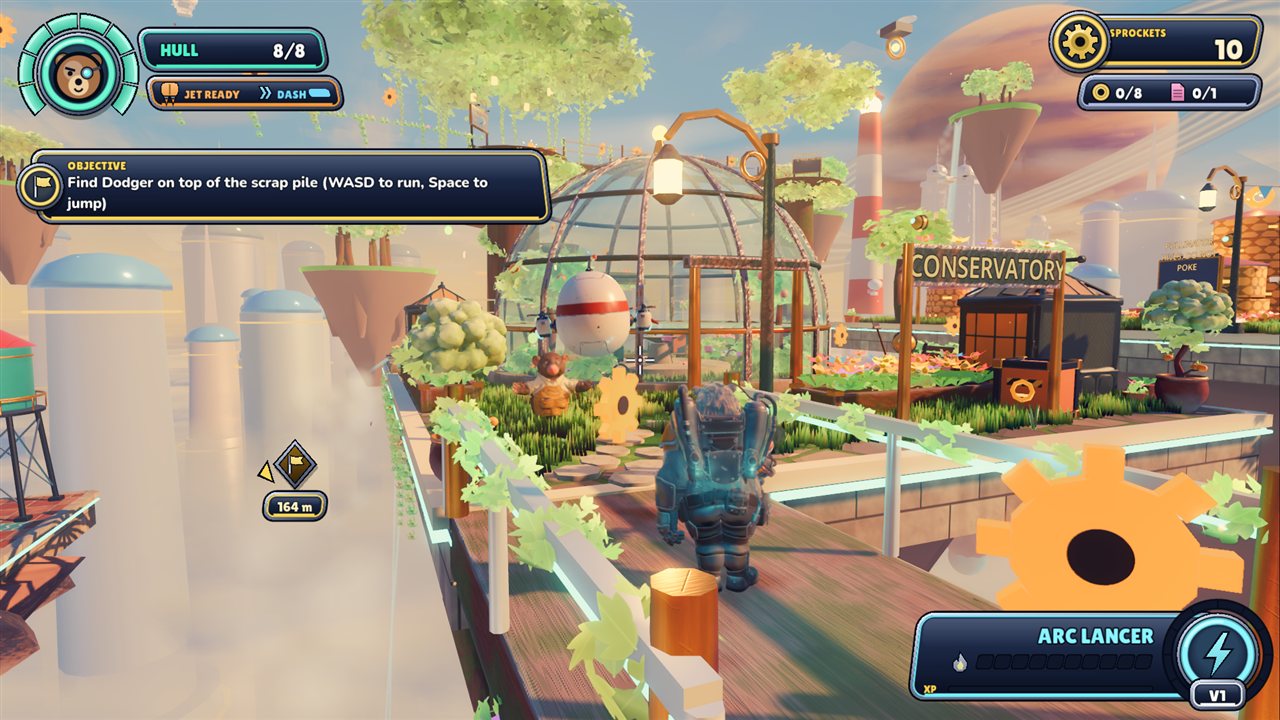 HULL 8/8
JET READY DASH
SPROCKETS
10
0/8 0/1
OBJECTIVE
Find Dodger on top of the scrap pile (WASD to run, Space to
jump)
CONSERVATORY
POKE
164 m
ARC LANCER
XP
V1